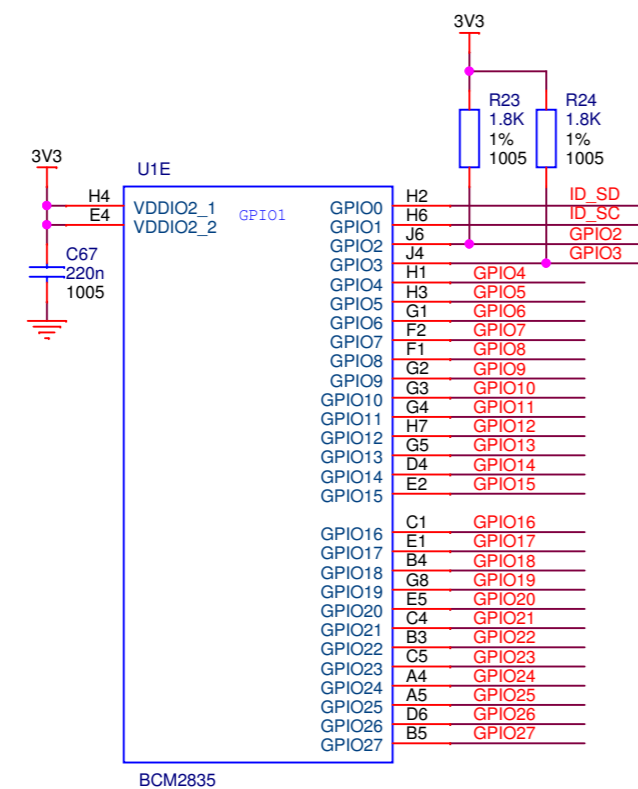 3V3
R23 R24
1.8K 1.8K
1% 1%
1005 1005
3V3
U1E
H4 VDDIO2_1 GPIO1 GPIO0 H2 ID_SD
E4 VDDIO2_2 GPIO1 H6 ID_SC
GPIO2 J6 GPIO2
GPIO3 J4 GPIO3
C67
220n
1005
GPIO4 H1 GPIO4
GPIO5 H3 GPIO5
GPIO6 G1 GPIO6
GPIO7 F2 GPIO7
GPIO8 F1 GPIO8
GPIO9 G2 GPIO9
GPIO10 G3 GPIO10
GPIO11 G4 GPIO11
GPIO12 H7 GPIO12
GPIO13 G5 GPIO13
GPIO14 D4 GPIO14
GPIO15 E2 GPIO15
GPIO16 C1 GPIO16
GPIO17 E1 GPIO17
GPIO18 B4 GPIO18
GPIO19 G8 GPIO19
GPIO20 E5 GPIO20
GPIO21 C4 GPIO21
GPIO22 B3 GPIO22
GPIO23 C5 GPIO23
GPIO24 A4 GPIO24
GPIO25 A5 GPIO25
GPIO26 D6 GPIO26
GPIO27 B5 GPIO27
BCM2835